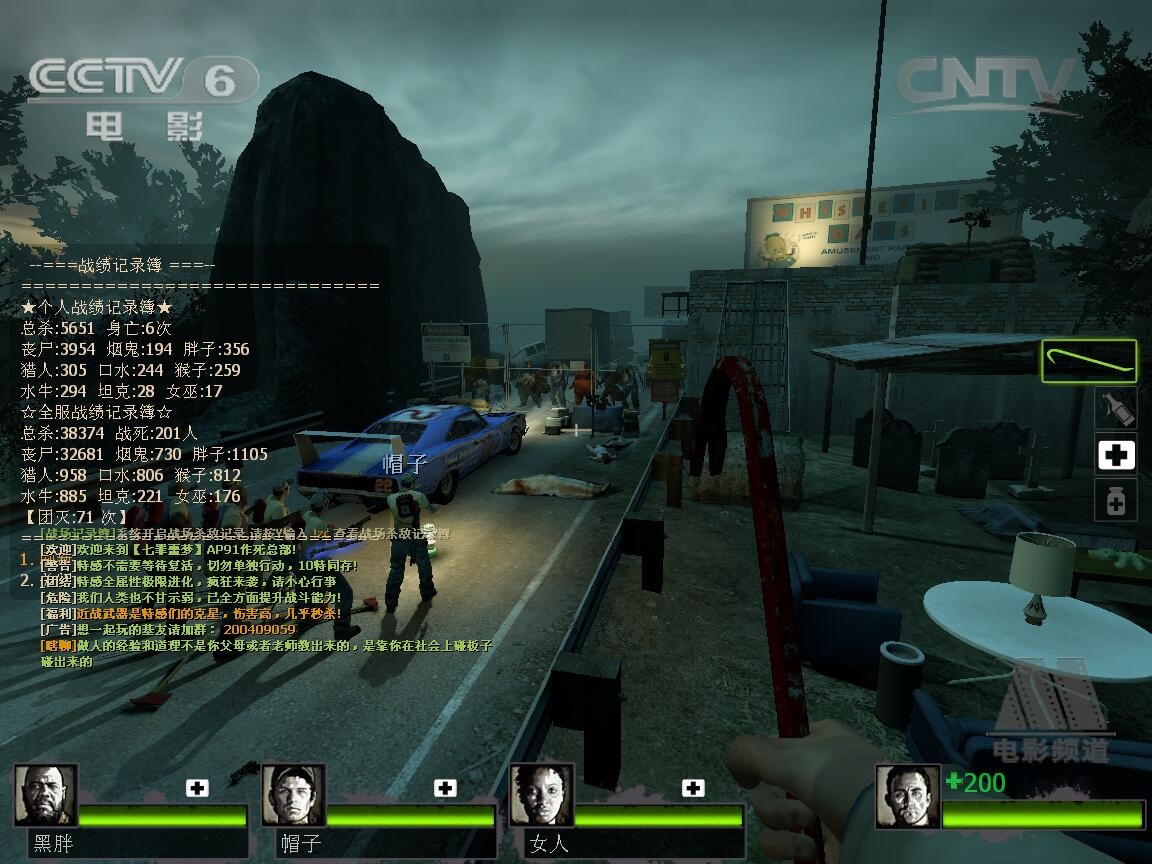 CCTV 6
电 影
CNTV
WHISPERING
OAKS
AMUSEMENT PARK
WARNING
--====战绩记录簿 ===--
==============================
★个人战绩记录簿★
总杀:5651 身亡:6次
丧尸:3954 烟鬼:194 胖子:356
猎人:305 口水:244 猴子:259
水牛:294 坦克:28 女巫:17
☆全服战绩记录簿☆
总杀:38374 战死:201人
丧尸:32681 烟鬼:730 胖子:1105
猎人:958 口水:806 猴子:812
水牛:885 坦克:221 女巫:176
【团灭:71 次】
帽子
22
[欢迎]欢迎来到【七罪噩梦】AP91作死总部!
1.
[警告]特感不需要等待复活，切勿单独行动，10特同存!
2.
特感全属性极限进化，疯狂来袭，请小心行事
[危险]我们人类也不甘示弱，已全方面提升战斗能力!
[福利]近战武器是特感们的克星，伤害高，几乎秒杀!
[广告]想一起玩的基友请加群: 200409059
[瞎聊]做人的经验和道理不是你父母或者老师教出来的，是靠你在社会上碰板子
碰出来的
电影频道
+200
黑胖
帽子
女人